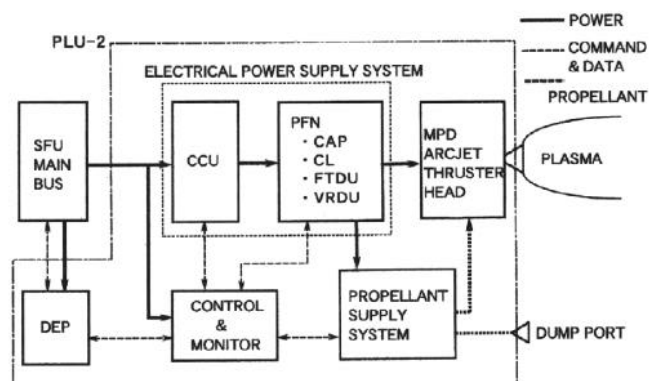 POWER
COMMAND
& DATA
PROPELLANT
PLU-2
ELECTRICAL POWER SUPPLY SYSTEM
SFU
MAIN
BUS
CCU
PFN
・CAP
・CL
・FTDU
・VRDU
MPD
ARCJET
THRUSTER
HEAD
PLASMA
DEP
CONTROL
&
MONITOR
PROPELLANT
SUPPLY
SYSTEM
DUMP PORT